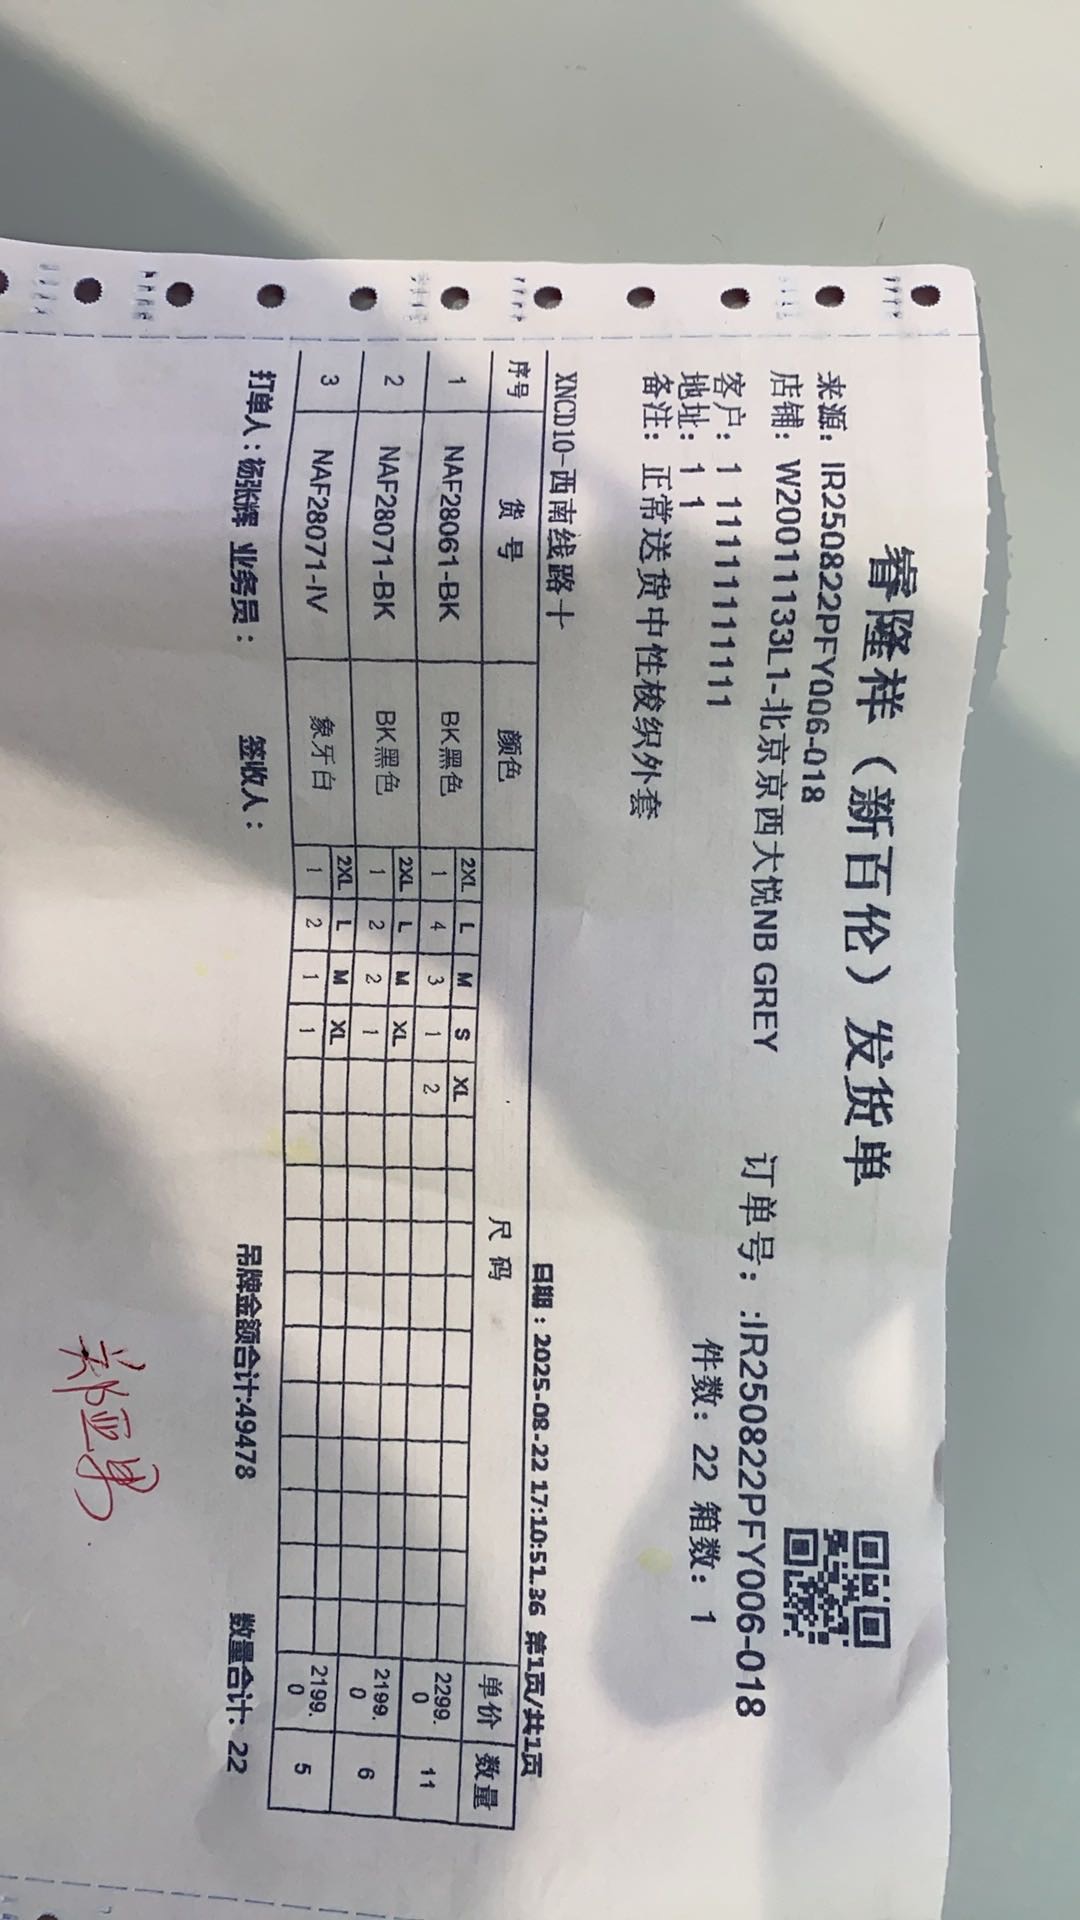 睿隆样（新百伦）发货单
来源：IR250822PFY006-018
店铺：W20011133L1-北京京西大悦NB GREY 订单号：:IR250822PFY006-018
客户：1 11111111111 件数：22 箱数：1
地址：1 1
备注：正常送货中性梭织外套
XNCD10-西南线路十 日期：2025-08-22 17:10:51.36 第1页/共1页
序号 货号 颜色 尺码 单价 数量
2XL L M S XL
1 NAF28061-BK BK黑色 1 4 3 1 2 2299.0 11
2XL L M XL
2 NAF28071-BK BK黑色 1 2 2 1 2199.0 6
2XL L M XL
3 NAF28071-IV 象牙白 1 2 1 1 2199.0 5
打单人：杨张辉 业务员： 签收人： 吊牌金额合计:49478 数量合计：22
郑亚男